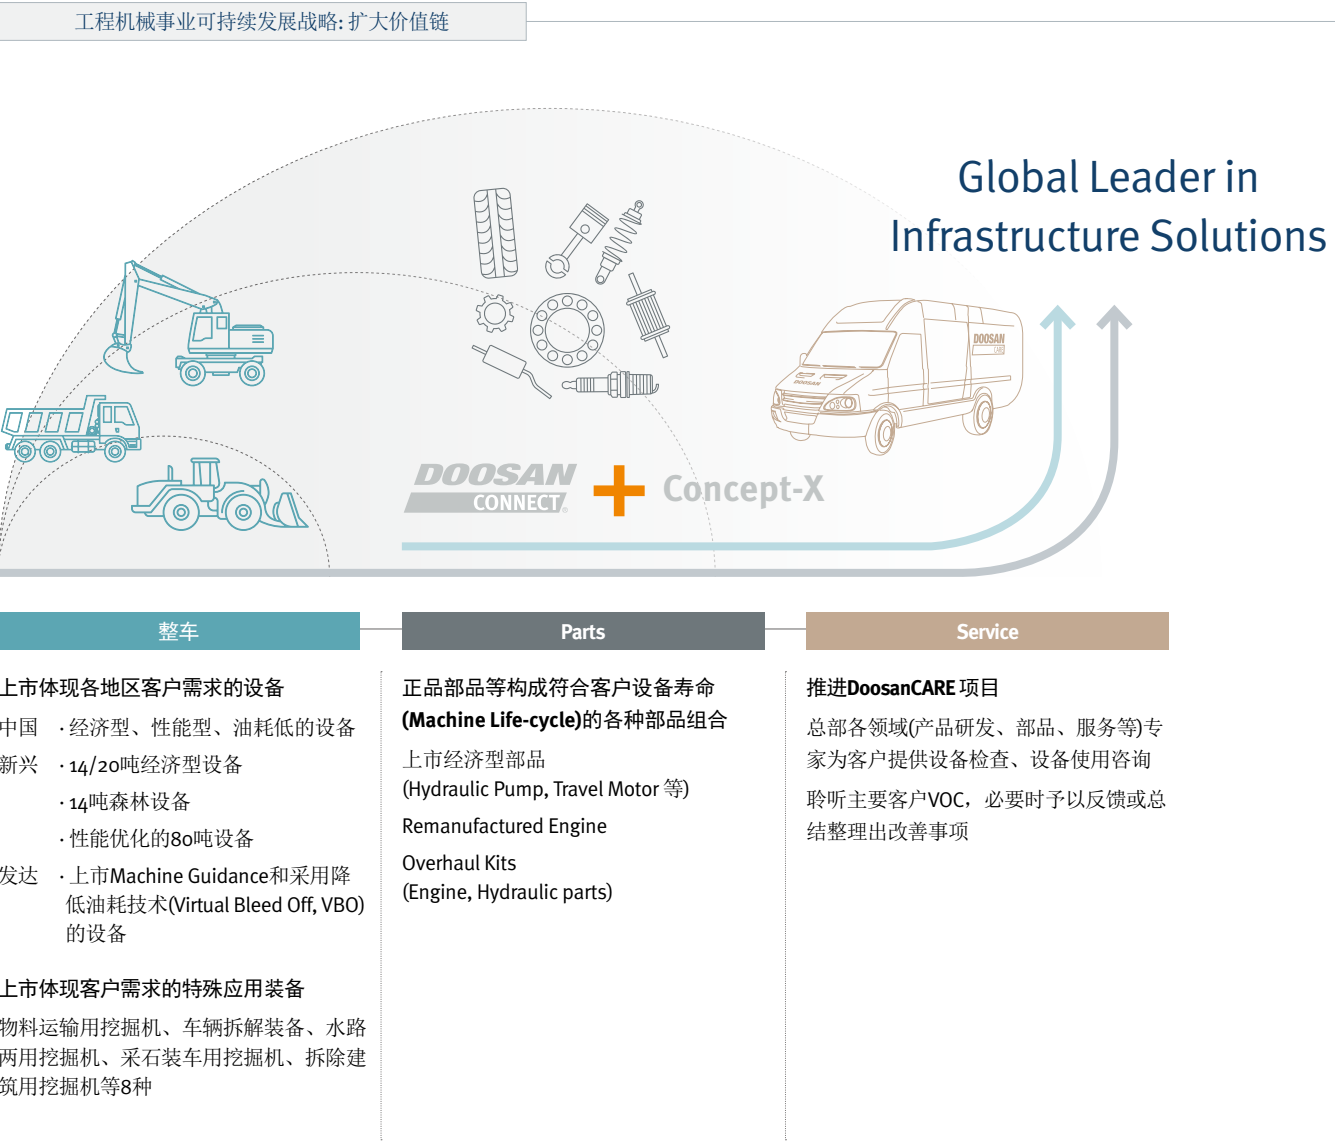 工程机械事业可持续发展战略: 扩大价值链
Global Leader in
Infrastructure Solutions
DOOSAN
CARE
DOOSAN
DOOSAN
CONNECT
Concept-X
整车
上市体现各地区客户需求的设备
中国 · 经济型、性能型、油耗低的设备
新兴 · 14/20吨经济型设备
· 14吨森林设备
· 性能优化的80吨设备
发达 · 上市Machine Guidance和采用降
低油耗技术(Virtual Bleed Off, VBO)
的设备
上市体现客户需求的特殊应用装备
物料运输用挖掘机、车辆拆解装备、水路
两用挖掘机、采石装车用挖掘机、拆除建
筑用挖掘机等8种
Parts
正品部品等构成符合客户设备寿命
(Machine Life-cycle)的各种部品组合
上市经济型部品
(Hydraulic Pump, Travel Motor 等)
Remanufactured Engine
Overhaul Kits
(Engine, Hydraulic parts)
Service
推进DoosanCARE 项目
总部各领域(产品研发、部品、服务等)专
家为客户提供设备检查、设备使用咨询
聆听主要客户VOC，必要时予以反馈或总
结整理出改善事项